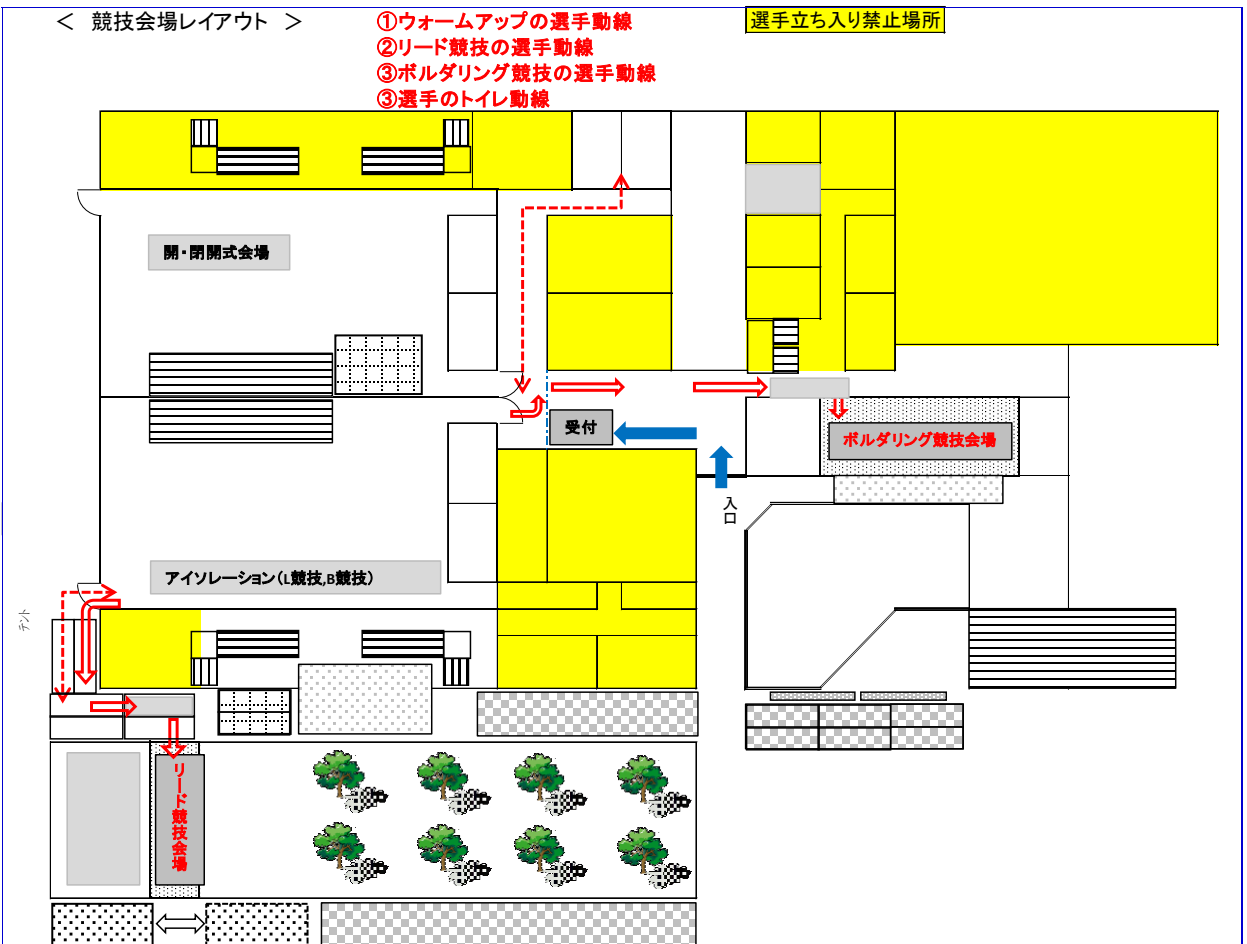 ＜ 競技会場レイアウト ＞
①ウォームアップの選手動線
②リード競技の選手動線
③ボルダリング競技の選手動線
③選手のトイレ動線
選手立ち入り禁止場所
開・閉開式会場
受付
ボルダリング競技会場
入口
アイソレーション（L競技,B競技）
テント
リード競技会場